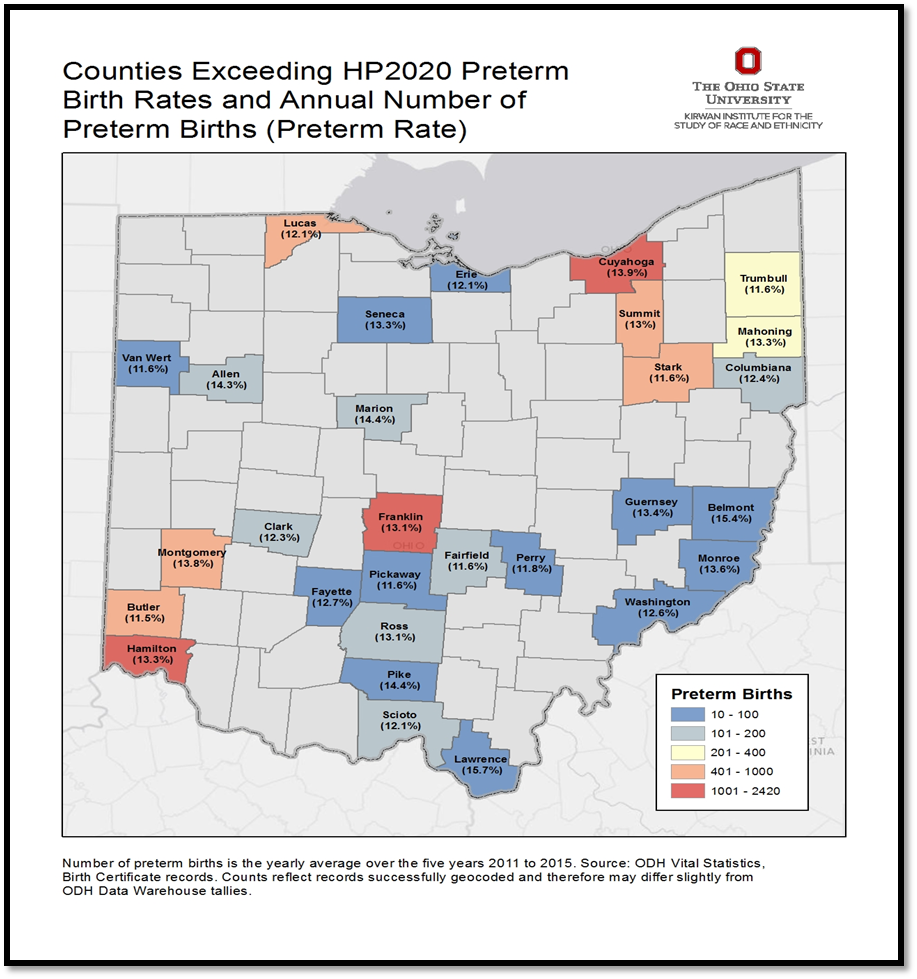 Counties Exceeding HP2020 Preterm
Birth Rates and Annual Number of
Preterm Births (Preterm Rate)
THE OHIO STATE
UNIVERSITY
KIRWAN INSTITUTE FOR THE
STUDY OF RACE AND ETHNICITY
Lucas
(12.1%)
OHIO
Cuyahoga
(13.9%)
Erie
(12.1%)
Trumbull
(11.6%)
Seneca
(13.3%)
Summit
(13%)
Mahoning
(13.3%)
Van Wert
(11.6%)
Allen
(14.3%)
Stark
(11.6%)
Columbiana
(12.4%)
Marion
(14.4%)
Guernsey
(13.4%)
Belmont
(15.4%)
Franklin
(13.1%)
OHIO
Clark
(12.3%)
Montgomery
(13.8%)
Fairfield
(11.6%)
Perry
(11.8%)
Monroe
(13.6%)
Pickaway
(11.6%)
Fayette
(12.7%)
Washington
(12.6%)
Butler
(11.5%)
Ross
(13.1%)
Hamilton
(13.3%)
Pike
(14.4%)
Scioto
(12.1%)
Lawrence
(15.7%)
Preterm Births
10 - 100
101 - 200
201 - 400
401 - 1000
1001 - 2420
ST
INIA
Number of preterm births is the yearly average over the five years 2011 to 2015. Source: ODH Vital Statistics,
Birth Certificate records. Counts reflect records successfully geocoded and therefore may differ slightly from
ODH Data Warehouse tallies.